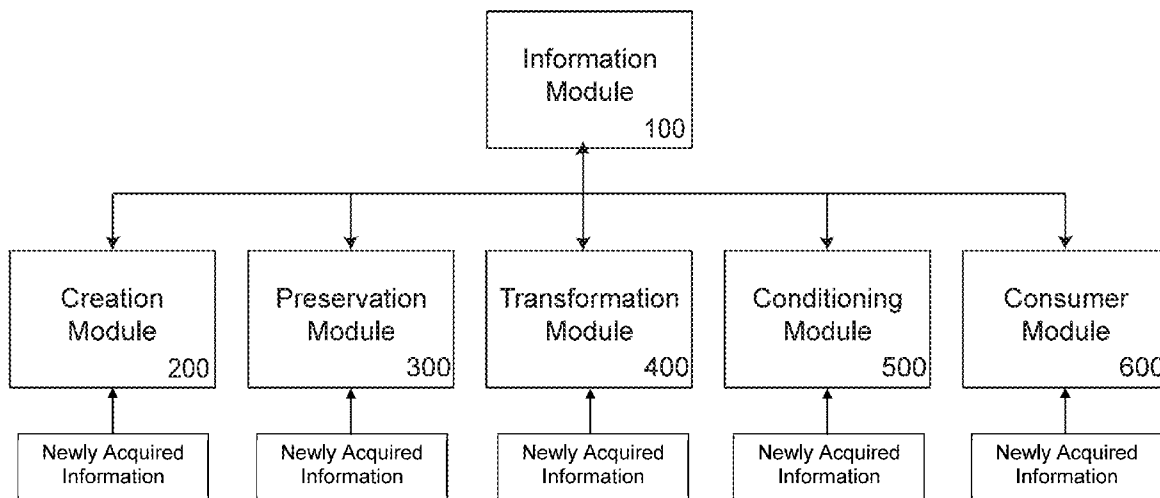 Information
Module
100
Creation
Module
200
Preservation
Module
300
Transformation
Module
400
Conditioning
Module
500
Consumer
Module
600
Newly Acquired
Information
Newly Acquired
Information
Newly Acquired
Information
Newly Acquired
Information
Newly Acquired
Information